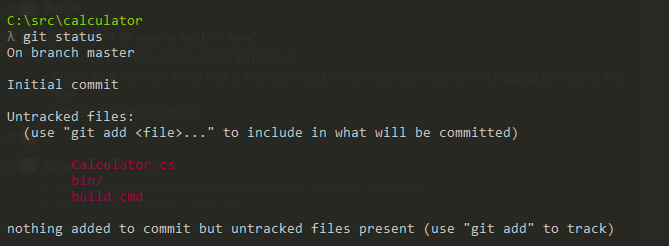 C:\src\calculator
λ git status
On branch master
Initial commit
Untracked files:
(use "git add <file>..." to include in what will be committed)
Calculator.cs
bin/
build.cmd
nothing added to commit but untracked files present (use "git add" to track)